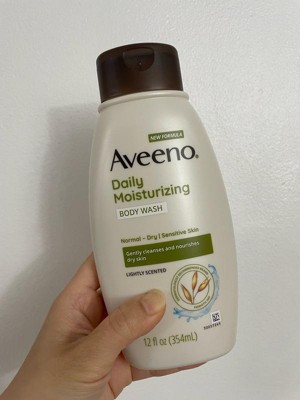 NEW FORMULA
Aveeno®
Daily
Moisturizing
BODY WASH
Normal - Dry | Sensitive Skin
Gently cleanses and nourishes
dry skin
LIGHTLY SCENTED
12 fl oz (354mL)